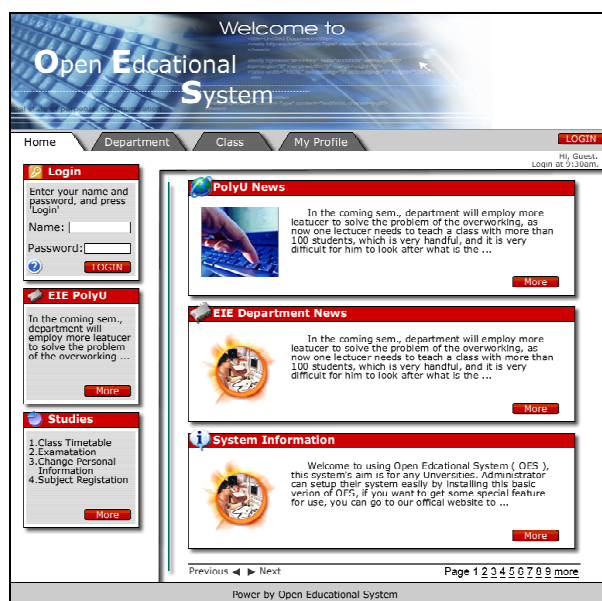 Welcome to
Open Edcational
System
Home
Department
Class
My Profile
LOGIN
Hi, Guest.
Login at 9:30am.
Login
Enter your name and
password, and press
'Login'
Name:
Password:
LOGIN
EIE PolyU
In the coming sem.,
department will
employ more leatucer
to solve the problem
of the overworking ...
More
Studies
1.Class Timetable
2.Examatation
3.Change Personal
Information
4.Subject Registation
More
PolyU News
In the coming sem., department will employ more
leatucer to solve the problem of the overworking, as
now one lectucer needs to teach a class with more than
100 students, which is very handful, and it is very
difficult for him to look after what is the ...
More
EIE Department News
In the coming sem., department will employ more
leatucer to solve the problem of the overworking, as
now one lectucer needs to teach a class with more than
100 students, which is very handful, and it is very
difficult for him to look after what is the ...
More
System Information
Welcome to using Open Edcational System ( OES ),
this system's aim is for any Unversities. Administrator
can setup their system easily by installing this basic
verion of OES, if you want to get some special feature
for use, you can go to our offical website to ...
More
Previous ◄ ► Next
Page 1 2 3 4 5 6 7 8 9 more
Power by Open Educational System